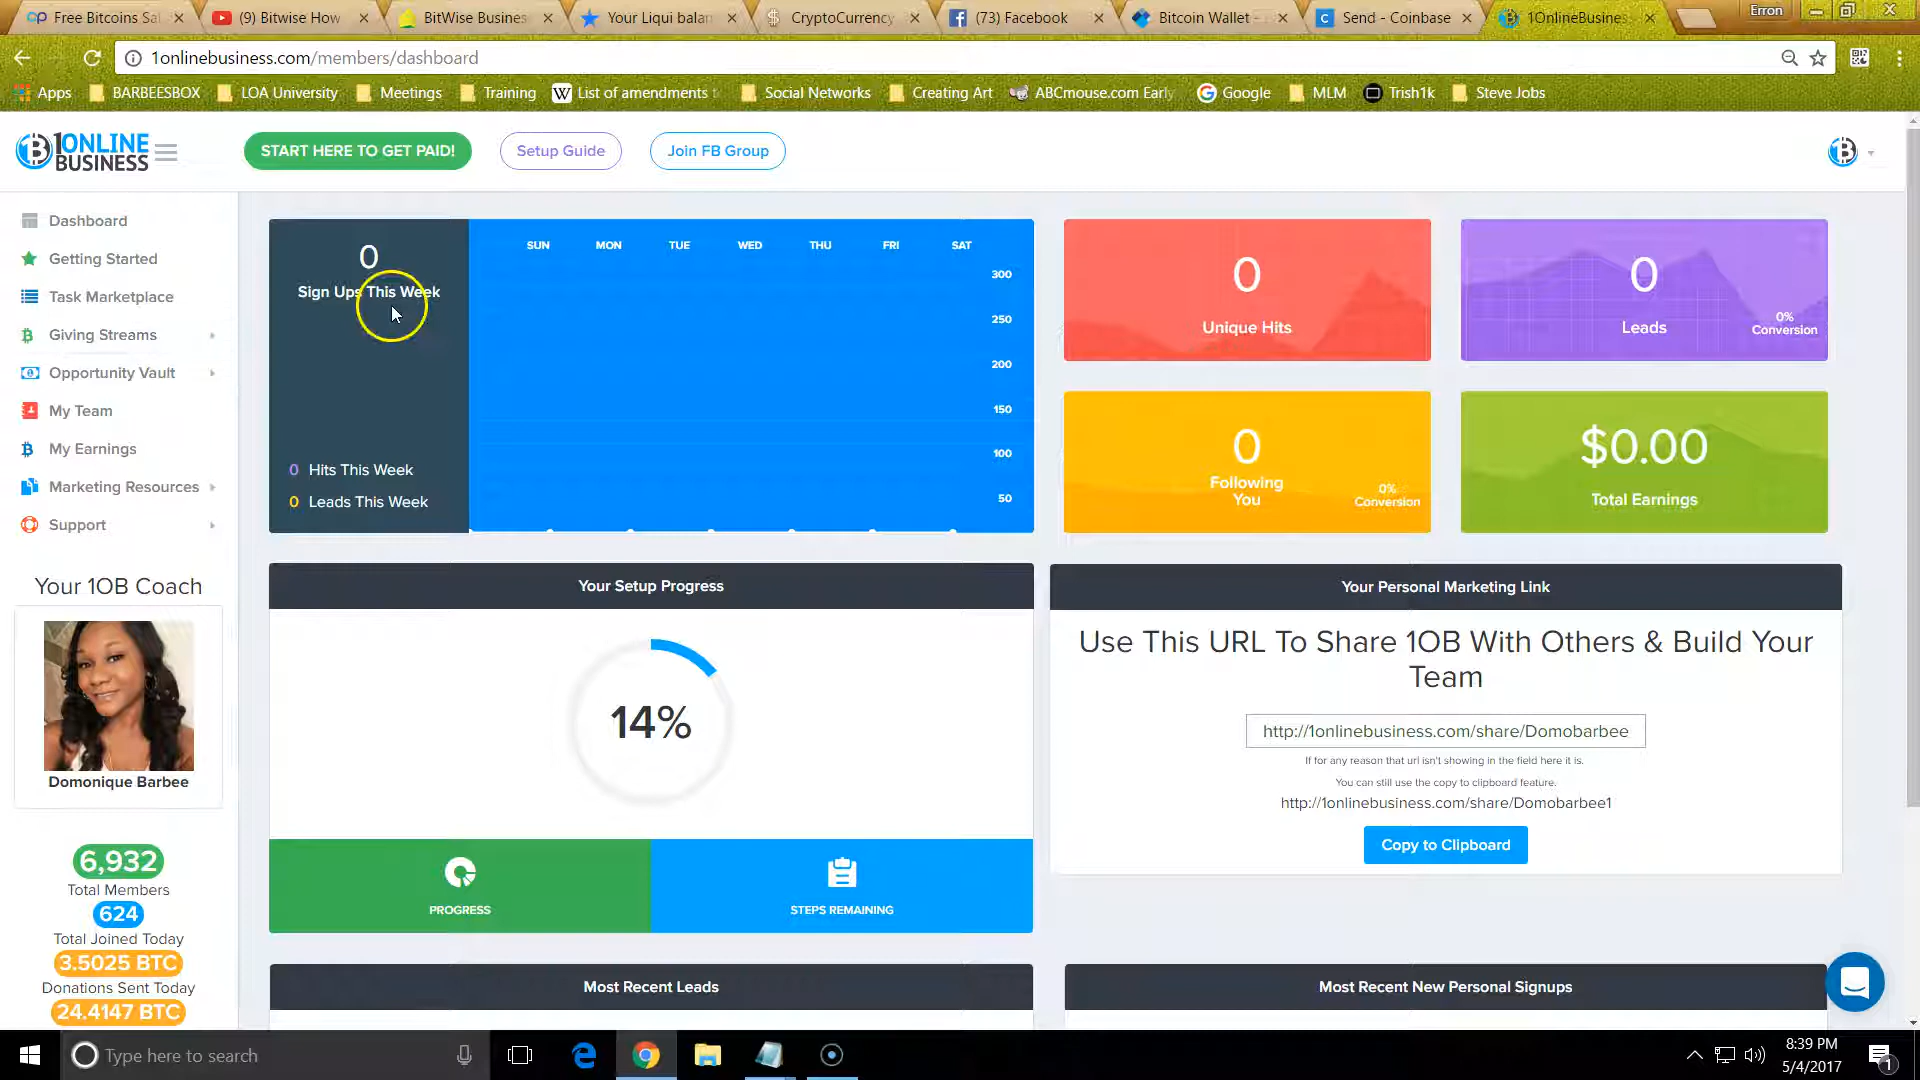 Free Bitcoins Sa
(9) Bitwise How
BitWise Busines
Your Liqui balan
CryptoCurrency
(73) Facebook
Bitcoin Wallet -
Send - Coinbase
1OnlineBusines
Erron
1onlinebusiness.com/members/dashboard
Apps
BARBEESBOX
LOA University
Meetings
Training
List of amendments
Social Networks
Creating Art
ABCmouse.com Early
Google
MLM
Trish1k
Steve Jobs
1ONLINE
BUSINESS
START HERE TO GET PAID!
Setup Guide
Join FB Group
Dashboard
Getting Started
Task Marketplace
Giving Streams
Opportunity Vault
My Team
My Earnings
Marketing Resources
Support
Your 1OB Coach
Domonique Barbee
6,932
Total Members
624
Total Joined Today
3.5025 BTC
Donations Sent Today
24.4147 BTC
0
Sign Ups This Week
0 Hits This Week
0 Leads This Week
SUN MON TUE WED THU FRI SAT
300
250
200
150
100
50
0
Unique Hits
0
Leads
0%
Conversion
0
Following
You
0%
Conversion
$0.00
Total Earnings
Your Setup Progress
14%
PROGRESS
STEPS REMAINING
Your Personal Marketing Link
Use This URL To Share 1OB With Others & Build Your
Team
http://1onlinebusiness.com/share/Domobarbee
If for any reason that url isn't showing in the field here it is.
You can still use the copy to clipboard feature.
http://1onlinebusiness.com/share/Domobarbee1
Copy to Clipboard
Most Recent Leads
Most Recent New Personal Signups
Type here to search
8:39 PM
5/4/2017
1